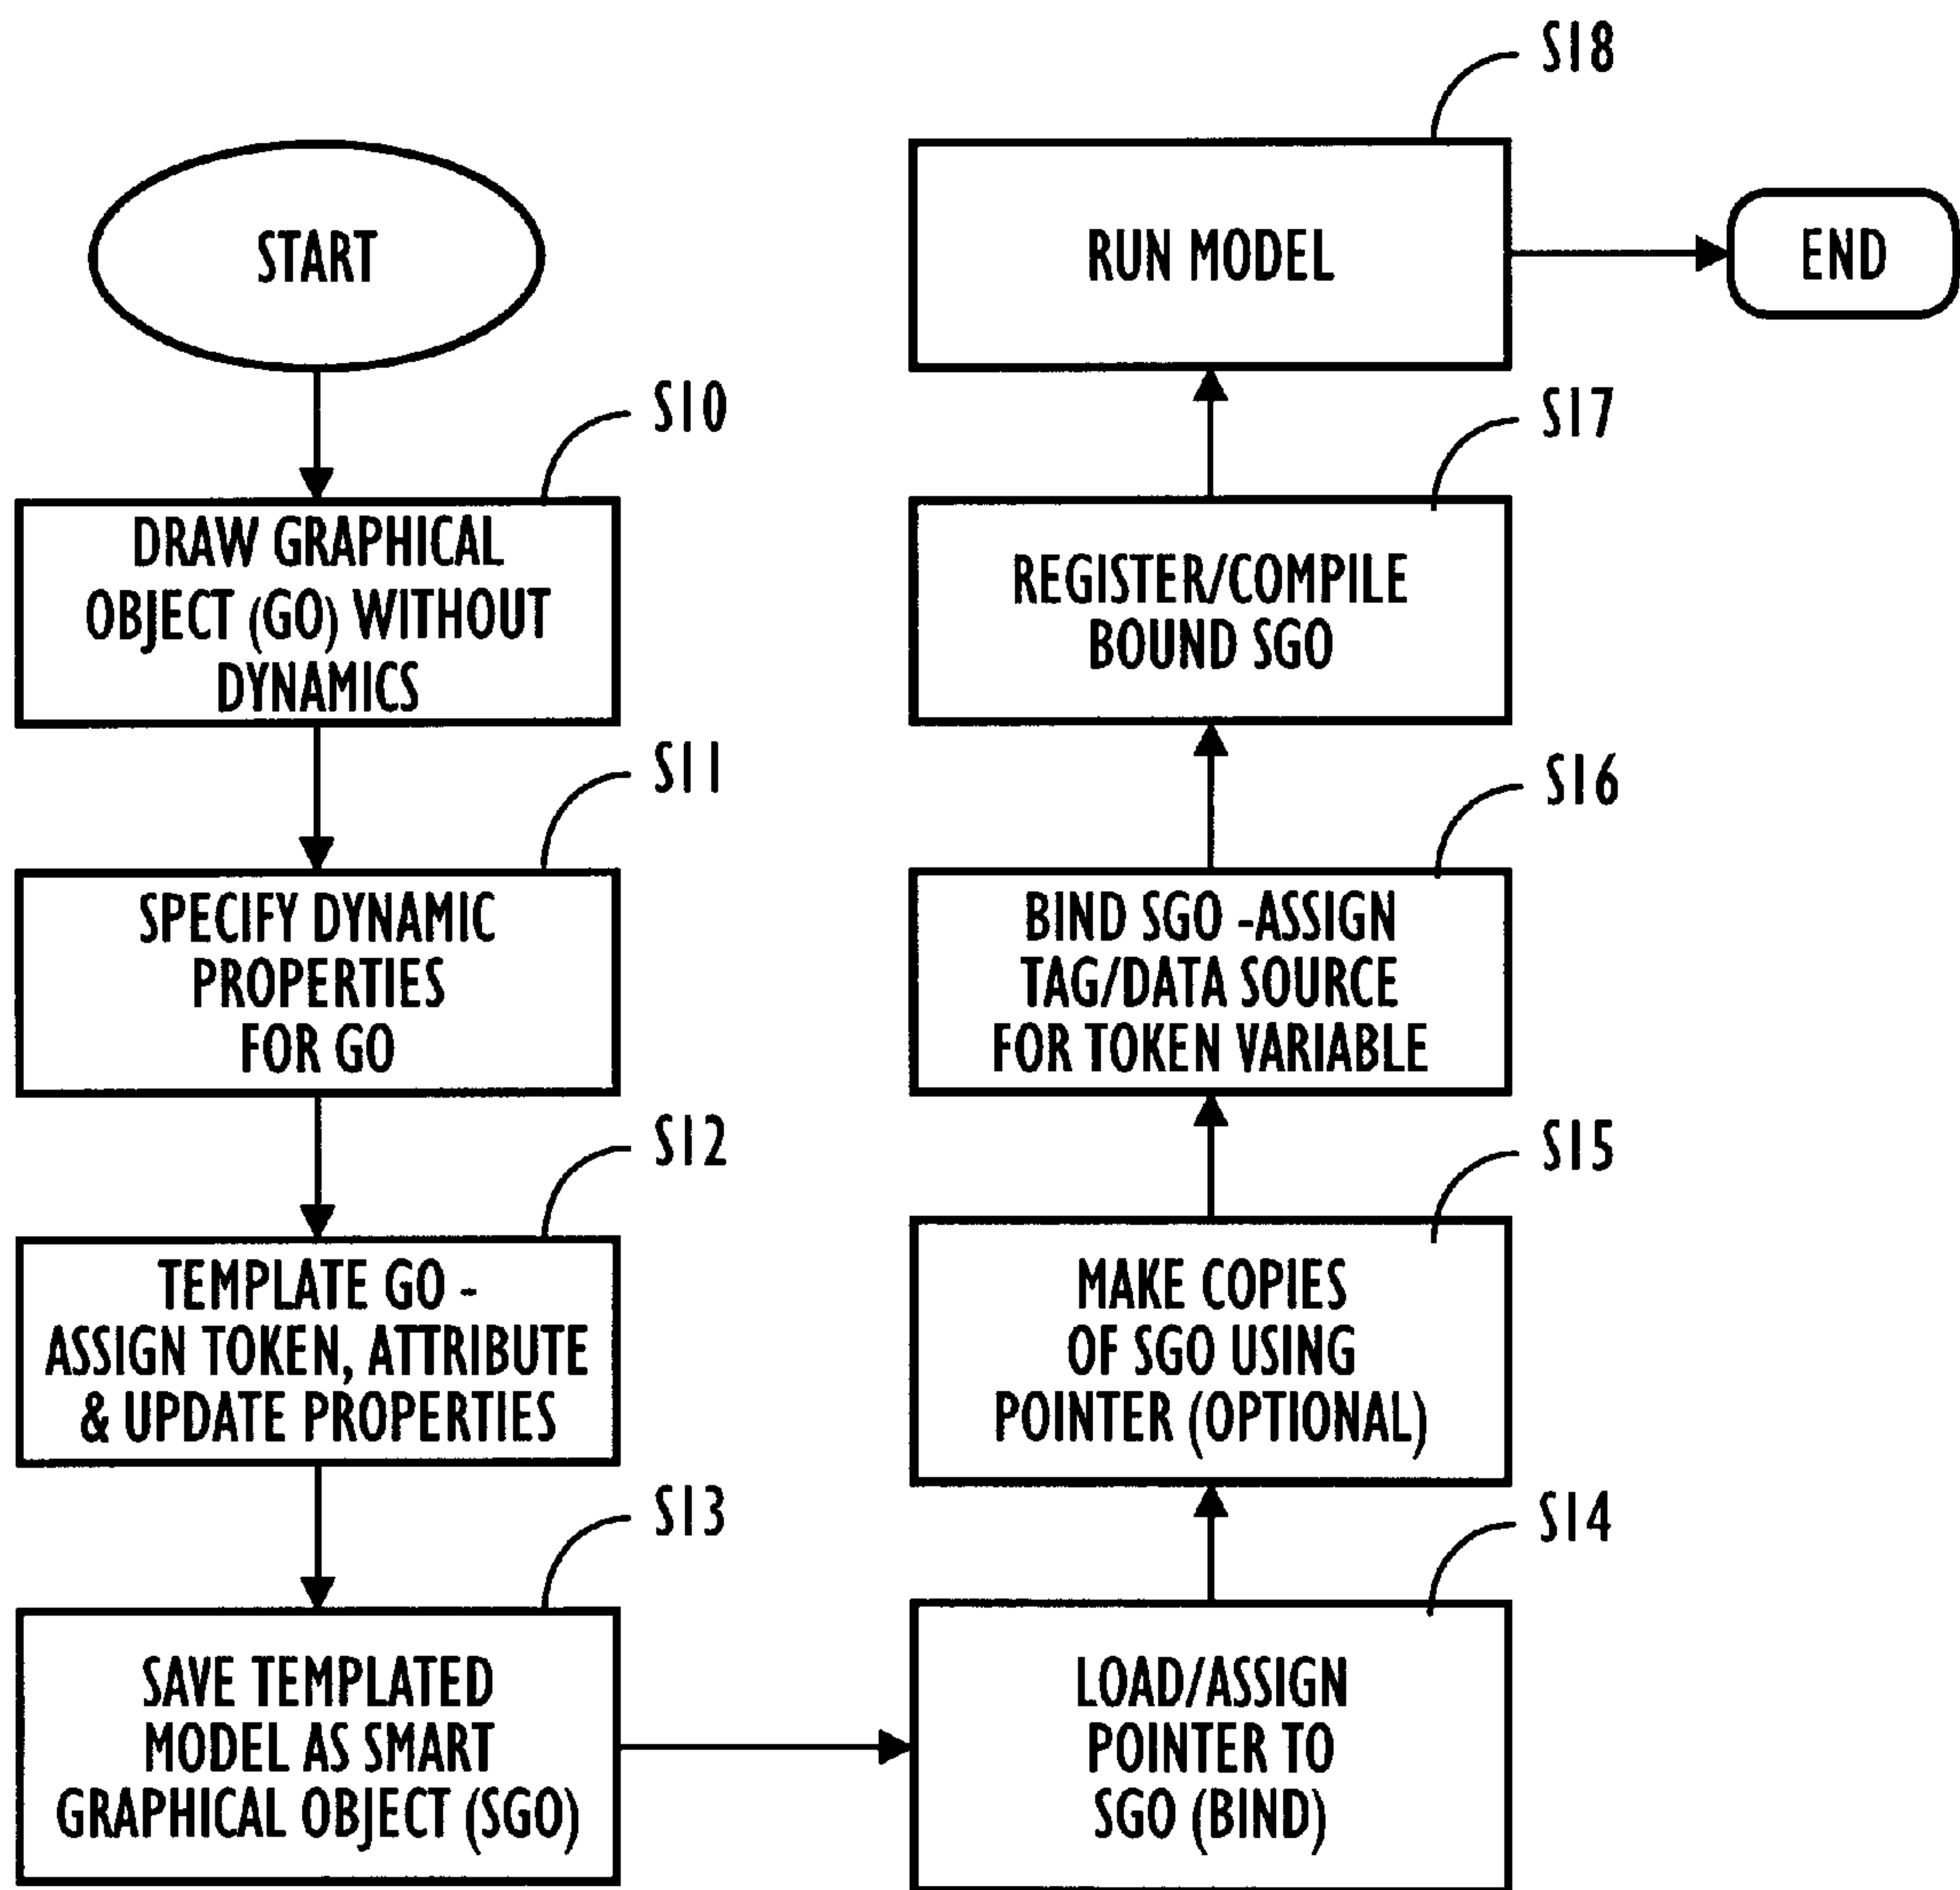 START
S10
DRAW GRAPHICAL
OBJECT (GO) WITHOUT
DYNAMICS
S11
SPECIFY DYNAMIC
PROPERTIES
FOR GO
S12
TEMPLATE GO -
ASSIGN TOKEN, ATTRIBUTE
& UPDATE PROPERTIES
S13
SAVE TEMPLATED
MODEL AS SMART
GRAPHICAL OBJECT (SGO)
S14
LOAD/ASSIGN
POINTER TO
SGO (BIND)
S15
MAKE COPIES
OF SGO USING
POINTER (OPTIONAL)
S16
BIND SGO -ASSIGN
TAG/DATA SOURCE
FOR TOKEN VARIABLE
S17
REGISTER/COMPILE
BOUND SGO
S18
RUN MODEL
END